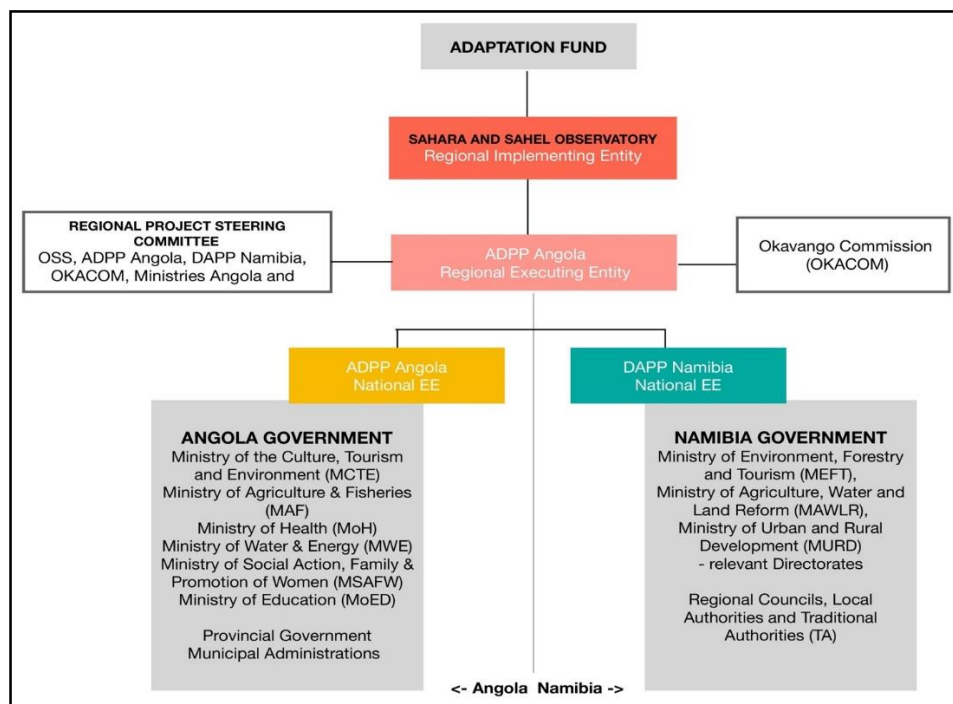 ADAPTATION FUND
SAHARA AND SAHEL OBSERVATORY
Regional Implementing Entity
REGIONAL PROJECT STEERING
COMMITTEE
OSS, ADPP Angola, DAPP Namibia,
OKACOM, Ministries Angola and
ADPP Angola
Regional Executing Entity
Okavango Commission
(OKACOM)
ADPP Angola
National EE
DAPP Namibia
National EE
ANGOLA GOVERNMENT
Ministry of the Culture, Tourism
and Environment (MCTE)
Ministry of Agriculture & Fisheries
(MAF)
Ministry of Health (MoH)
Ministry of Water & Energy (MWE)
Ministry of Social Action, Family &
Promotion of Women (MSAFW)
Ministry of Education (MoED)
Provincial Government
Municipal Administrations
NAMIBIA GOVERNMENT
Ministry of Environment, Forestry
and Tourism (MEFT),
Ministry of Agriculture, Water and
Land Reform (MAWLR),
Ministry of Urban and Rural
Development (MURD)
- relevant Directorates
Regional Councils, Local
Authorities and Traditional
Authorities (TA)
<- Angola Namibia ->